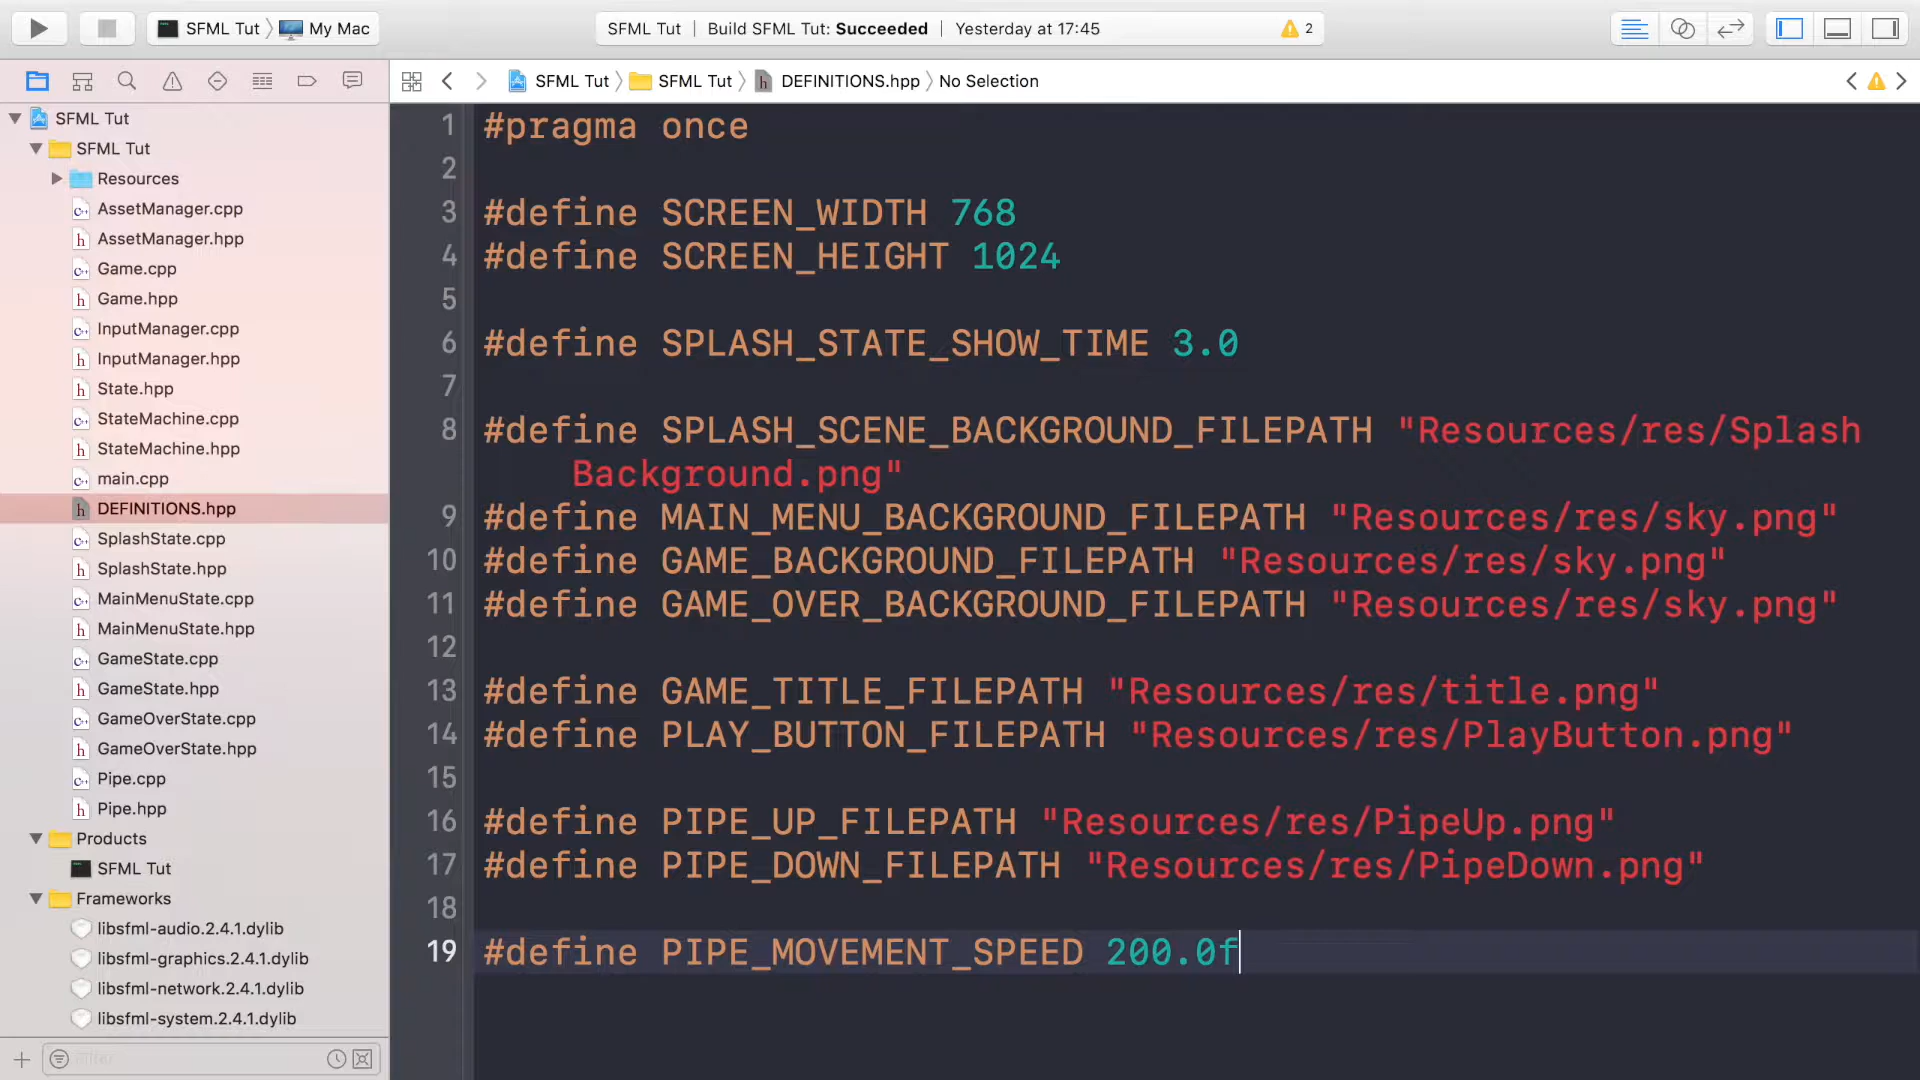 SFML Tut My Mac
SFML Tut Build SFML Tut: Succeeded Yesterday at 17:45 2
SFML Tut SFML Tut DEFINITIONS.hpp No Selection
SFML Tut
SFML Tut
Resources
AssetManager.cpp
AssetManager.hpp
Game.cpp
Game.hpp
InputManager.cpp
InputManager.hpp
State.hpp
StateMachine.cpp
StateMachine.hpp
main.cpp
DEFINITIONS.hpp
SplashState.cpp
SplashState.hpp
MainMenuState.cpp
MainMenuState.hpp
GameState.cpp
GameState.hpp
GameOverState.cpp
GameOverState.hpp
Pipe.cpp
Pipe.hpp
Products
SFML Tut
Frameworks
libsfml-audio.2.4.1.dylib
libsfml-graphics.2.4.1.dylib
libsfml-network.2.4.1.dylib
libsfml-system.2.4.1.dylib
1 #pragma once
2
3 #define SCREEN_WIDTH 768
4 #define SCREEN_HEIGHT 1024
5
6 #define SPLASH_STATE_SHOW_TIME 3.0
7
8 #define SPLASH_SCENE_BACKGROUND_FILEPATH "Resources/res/Splash
Background.png"
9 #define MAIN_MENU_BACKGROUND_FILEPATH "Resources/res/sky.png"
10 #define GAME_BACKGROUND_FILEPATH "Resources/res/sky.png"
11 #define GAME_OVER_BACKGROUND_FILEPATH "Resources/res/sky.png"
12
13 #define GAME_TITLE_FILEPATH "Resources/res/title.png"
14 #define PLAY_BUTTON_FILEPATH "Resources/res/PlayButton.png"
15
16 #define PIPE_UP_FILEPATH "Resources/res/PipeUp.png"
17 #define PIPE_DOWN_FILEPATH "Resources/res/PipeDown.png"
18
19 #define PIPE_MOVEMENT_SPEED 200.0f